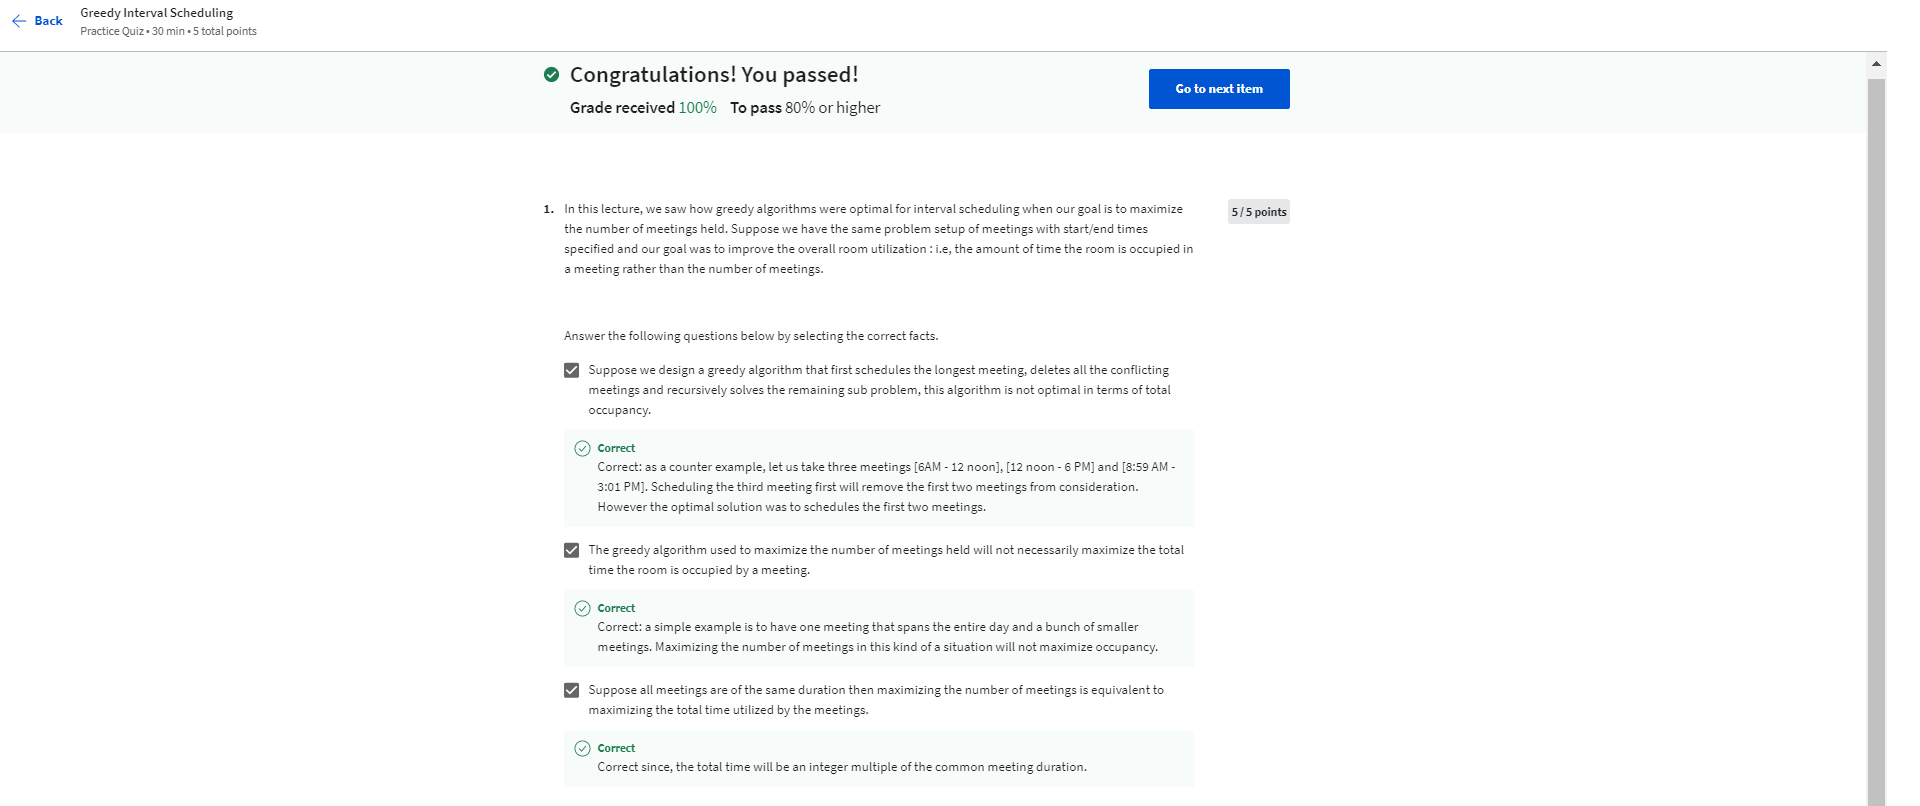 Back
Greedy Interval Scheduling
Practice Quiz • 30 min • 5 total points
Congratulations! You passed!
Grade received 100% To pass 80% or higher
Go to next item
1. In this lecture, we saw how greedy algorithms were optimal for interval scheduling when our goal is to maximize
the number of meetings held. Suppose we have the same problem setup of meetings with start/end times
specified and our goal was to improve the overall room utilization : i.e, the amount of time the room is occupied in
a meeting rather than the number of meetings.
5 / 5 points
Answer the following questions below by selecting the correct facts.
Suppose we design a greedy algorithm that first schedules the longest meeting, deletes all the conflicting
meetings and recursively solves the remaining sub problem, this algorithm is not optimal in terms of total
occupancy.
Correct
Correct: as a counter example, let us take three meetings [6AM - 12 noon], [12 noon - 6 PM] and [8:59 AM -
3:01 PM]. Scheduling the third meeting first will remove the first two meetings from consideration.
However the optimal solution was to schedules the first two meetings.
The greedy algorithm used to maximize the number of meetings held will not necessarily maximize the total
time the room is occupied by a meeting.
Correct
Correct: a simple example is to have one meeting that spans the entire day and a bunch of smaller
meetings. Maximizing the number of meetings in this kind of a situation will not maximize occupancy.
Suppose all meetings are of the same duration then maximizing the number of meetings is equivalent to
maximizing the total time utilized by the meetings.
Correct
Correct since, the total time will be an integer multiple of the common meeting duration.